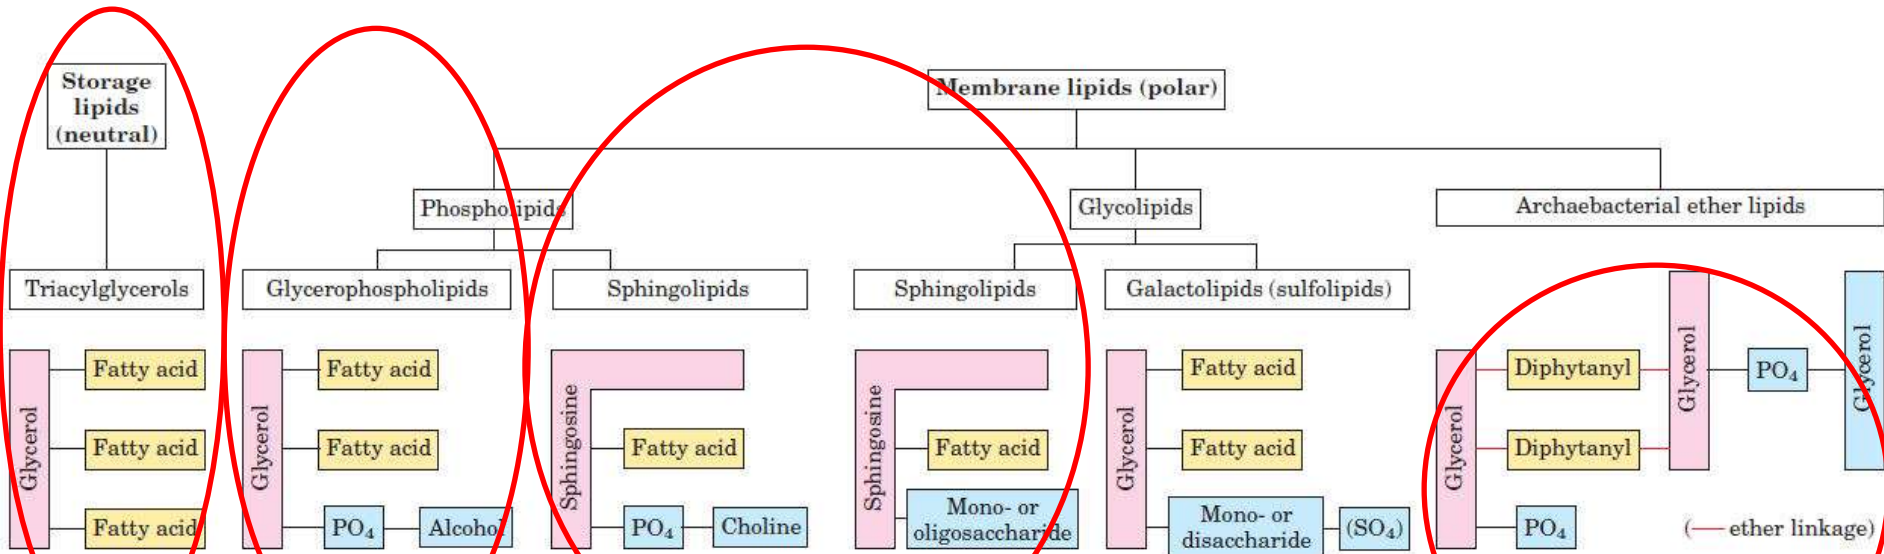 Storage
lipids
(neutral)
Membrane lipids (polar)
Phospholipids
Glycolipids
Archaebacterial ether lipids
Triacylglycerols
Glycerophospholipids
Sphingolipids
Sphingolipids
Galactolipids (sulfolipids)
Glycerol
Fatty acid
Fatty acid
Fatty acid
Glycerol
Fatty acid
Fatty acid
PO₄
Alcohol
Sphingosine
Fatty acid
PO₄
Choline
Sphingosine
Fatty acid
Mono- or
oligosaccharide
Glycerol
Fatty acid
Fatty acid
Mono- or
disaccharide
(SO₄)
Glycerol
Diphytanyl
Diphytanyl
PO₄
Glycerol
PO₄
Glycerol
( — ether linkage)